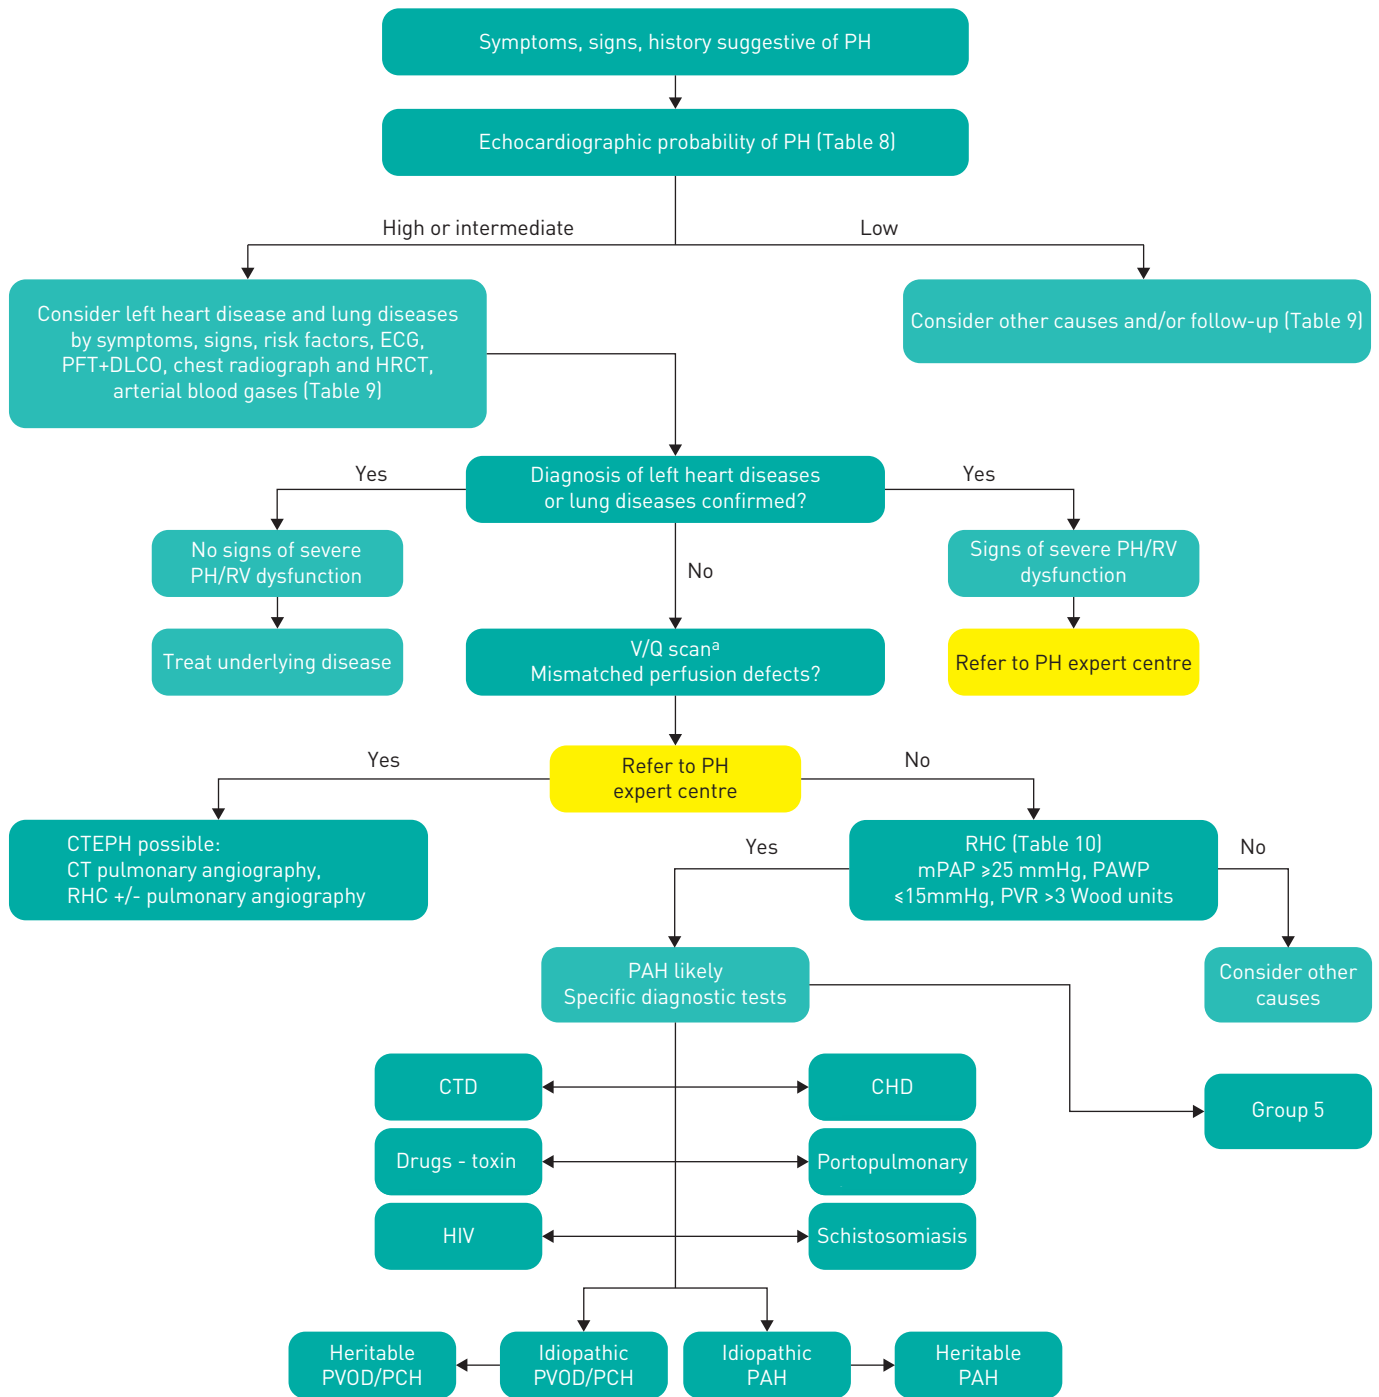 Symptoms, signs, history suggestive of PH
Echocardiographic probability of PH (Table 8)
High or intermediate
Low
Consider left heart disease and lung diseases
by symptoms, signs, risk factors, ECG,
PFT+DLCO, chest radiograph and HRCT,
arterial blood gases (Table 9)
Consider other causes and/or follow-up (Table 9)
Yes
Diagnosis of left heart diseases
or lung diseases confirmed?
Yes
No signs of severe
PH/RV dysfunction
No
Signs of severe PH/RV
dysfunction
Treat underlying disease
V/Q scanᵃ
Mismatched perfusion defects?
Refer to PH expert centre
Yes
Refer to PH
expert centre
No
CTEPH possible:
CT pulmonary angiography,
RHC +/- pulmonary angiography
Yes
RHC (Table 10)
mPAP ⩾25 mmHg, PAWP
⩽15mmHg, PVR >3 Wood units
No
PAH likely
Specific diagnostic tests
Consider other
causes
CTD
CHD
Group 5
Drugs - toxin
Portopulmonary
HIV
Schistosomiasis
Heritable
PVOD/PCH
Idiopathic
PVOD/PCH
Idiopathic
PAH
Heritable
PAH